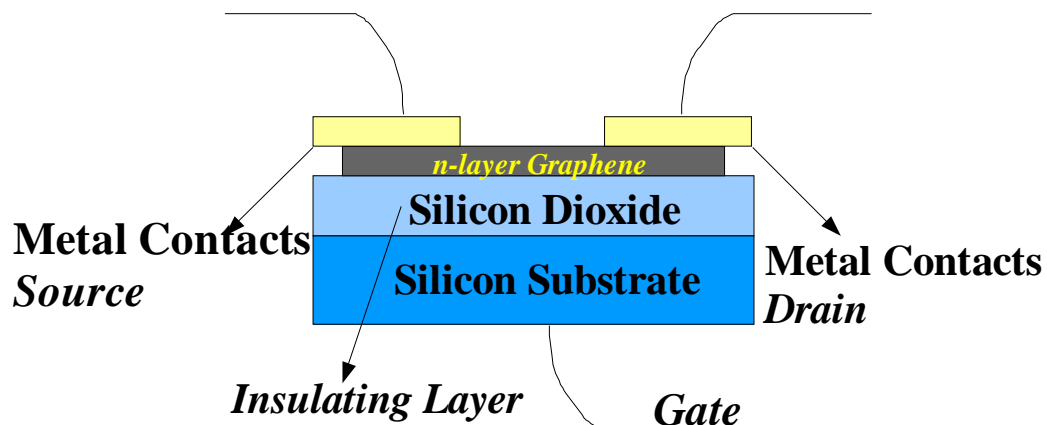 n-layer Graphene
Silicon Dioxide
Metal Contacts
Source
Silicon Substrate
Metal Contacts
Drain
Insulating Layer
Gate